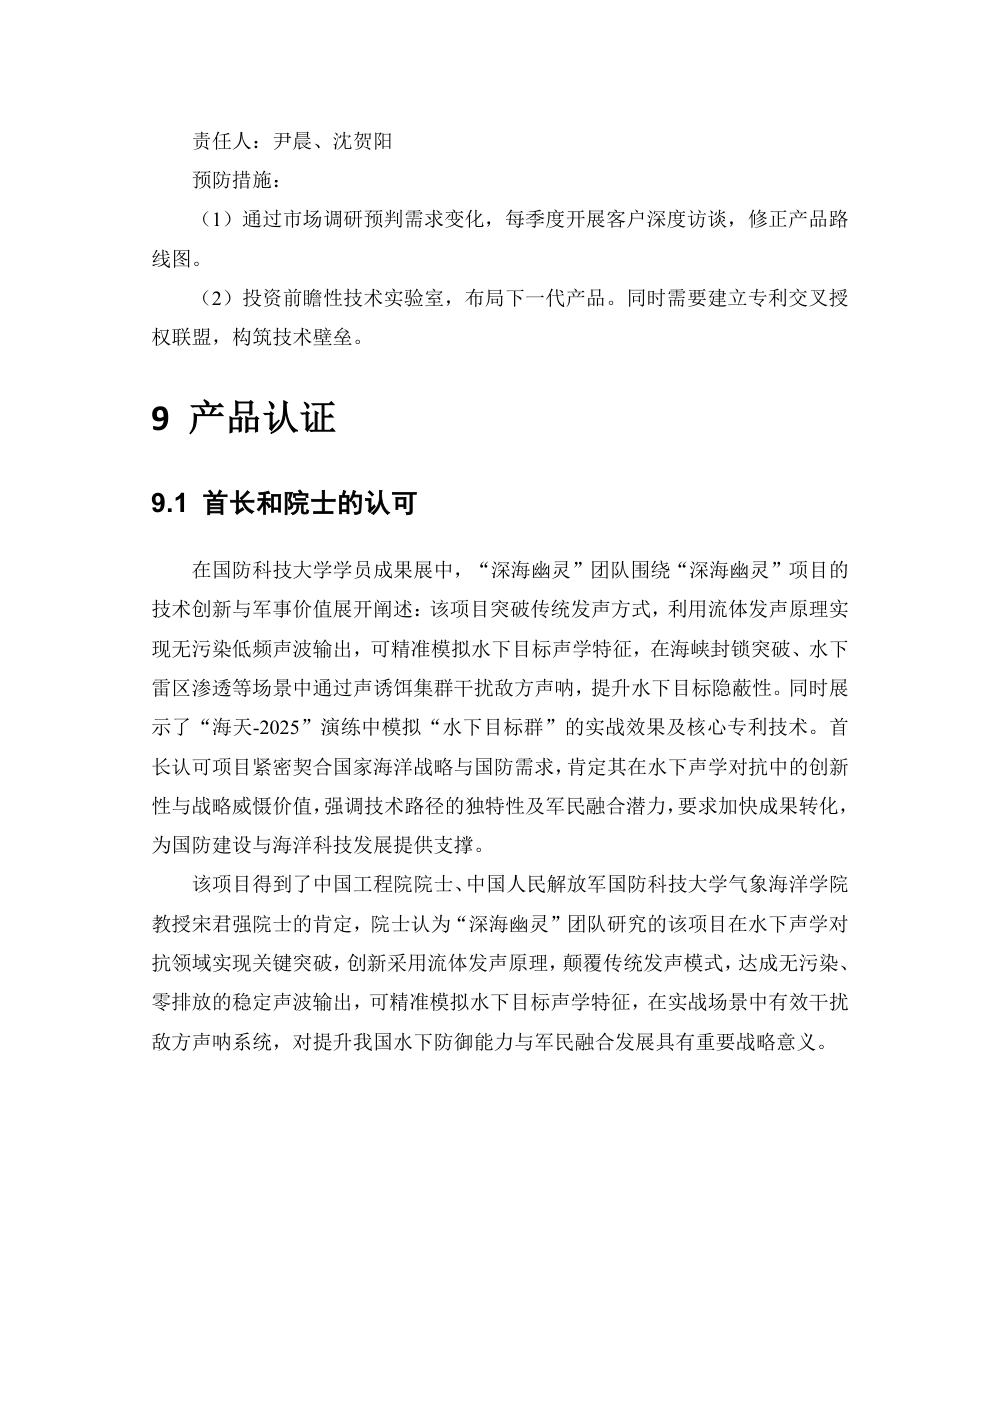 责任人：尹晨、沈贺阳
预防措施：
（1）通过市场调研预判需求变化，每季度开展客户深度访谈，修正产品路
线图。
（2）投资前瞻性技术实验室，布局下一代产品。同时需要建立专利交叉授
权联盟，构筑技术壁垒。
9 产品认证
9.1 首长和院士的认可
在国防科技大学学员成果展中，“深海幽灵”团队围绕“深海幽灵”项目的
技术创新与军事价值展开阐述：该项目突破传统发声方式，利用流体发声原理实
现无污染低频声波输出，可精准模拟水下目标声学特征，在海峡封锁突破、水下
雷区渗透等场景中通过声诱饵集群干扰敌方声呐，提升水下目标隐蔽性。同时展
示了“海天-2025”演练中模拟“水下目标群”的实战效果及核心专利技术。首
长认可项目紧密契合国家海洋战略与国防需求，肯定其在水下声学对抗中的创新
性与战略威慑价值，强调技术路径的独特性及军民融合潜力，要求加快成果转化，
为国防建设与海洋科技发展提供支撑。
该项目得到了中国工程院院士、中国人民解放军国防科技大学气象海洋学院
教授宋君强院士的肯定，院士认为“深海幽灵”团队研究的该项目在水下声学对
抗领域实现关键突破，创新采用流体发声原理，颠覆传统发声模式，达成无污染、
零排放的稳定声波输出，可精准模拟水下目标声学特征，在实战场景中有效干扰
敌方声呐系统，对提升我国水下防御能力与军民融合发展具有重要战略意义。